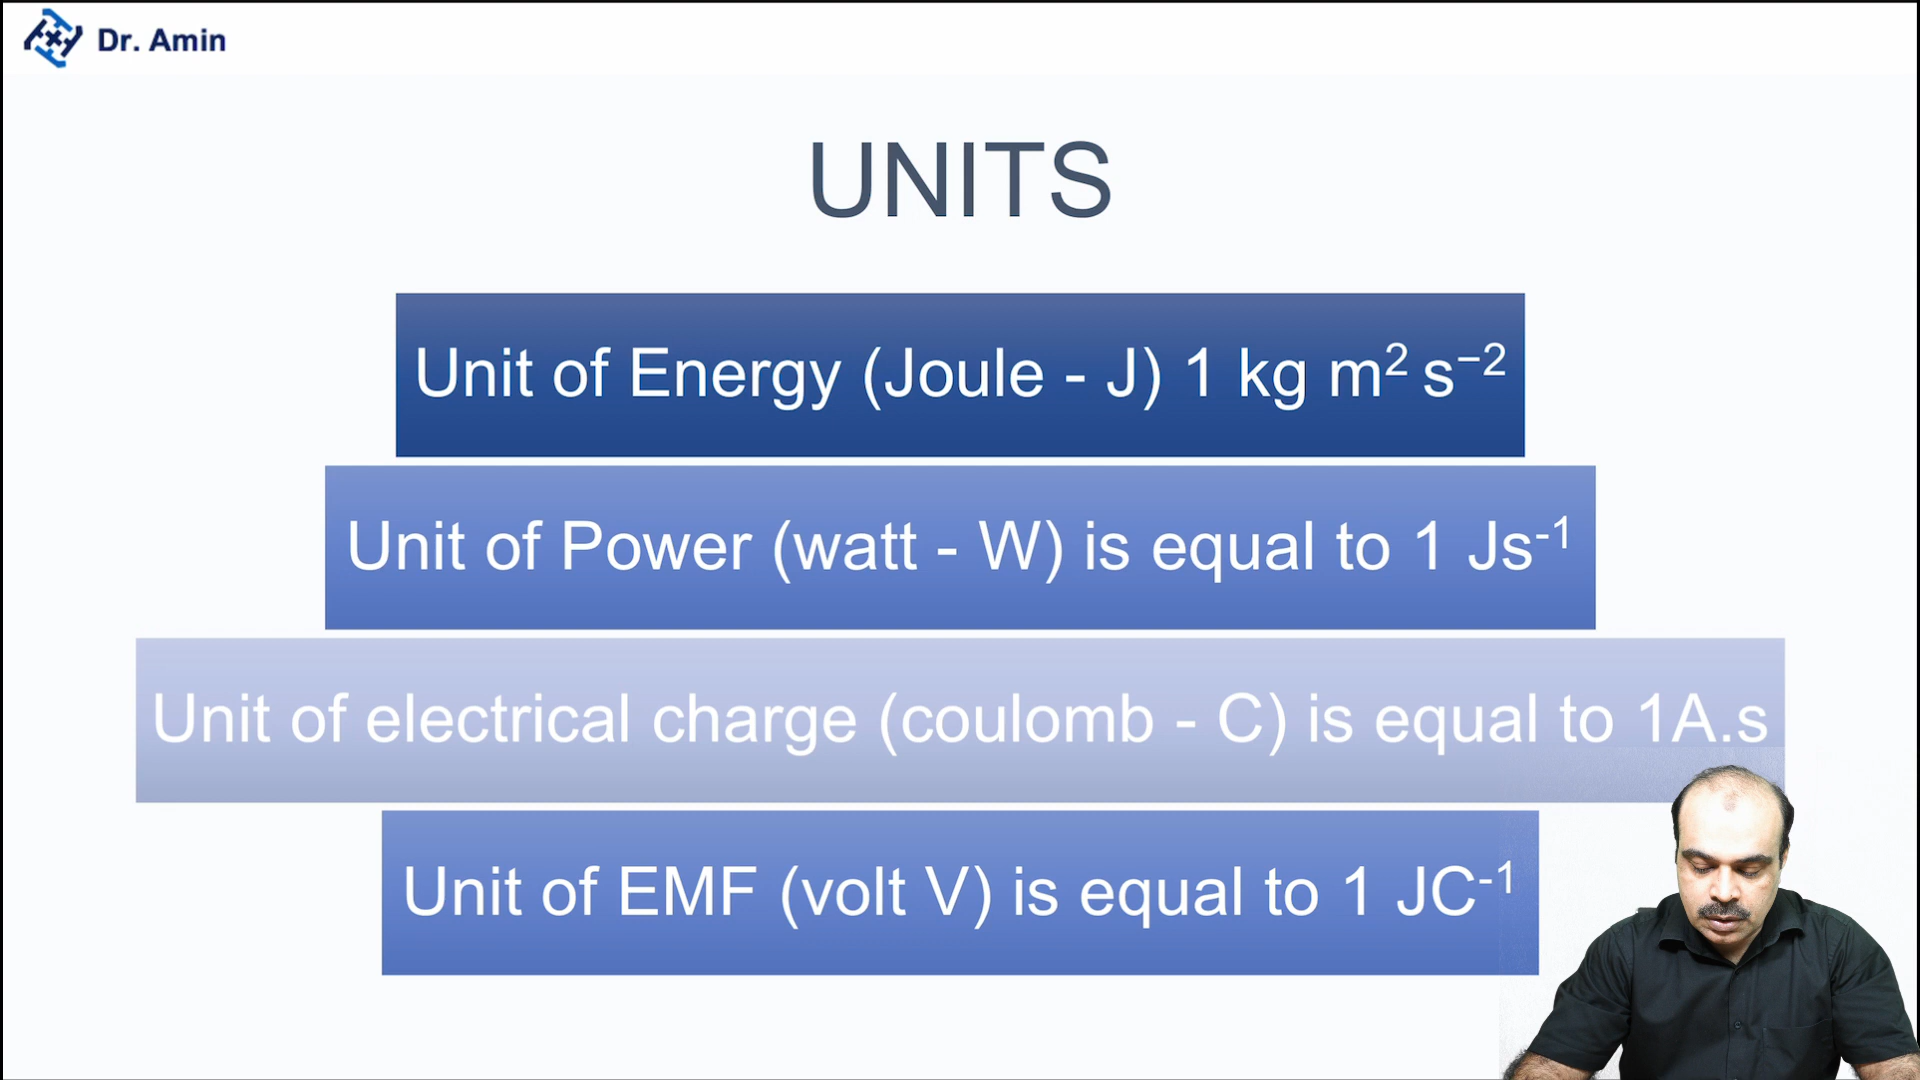 Dr. Amin
UNITS
Unit of Energy (Joule - J) 1 kg m² s⁻²
Unit of Power (watt - W) is equal to 1 Js⁻¹
Unit of electrical charge (coulomb - C) is equal to 1A.s
Unit of EMF (volt V) is equal to 1 JC⁻¹